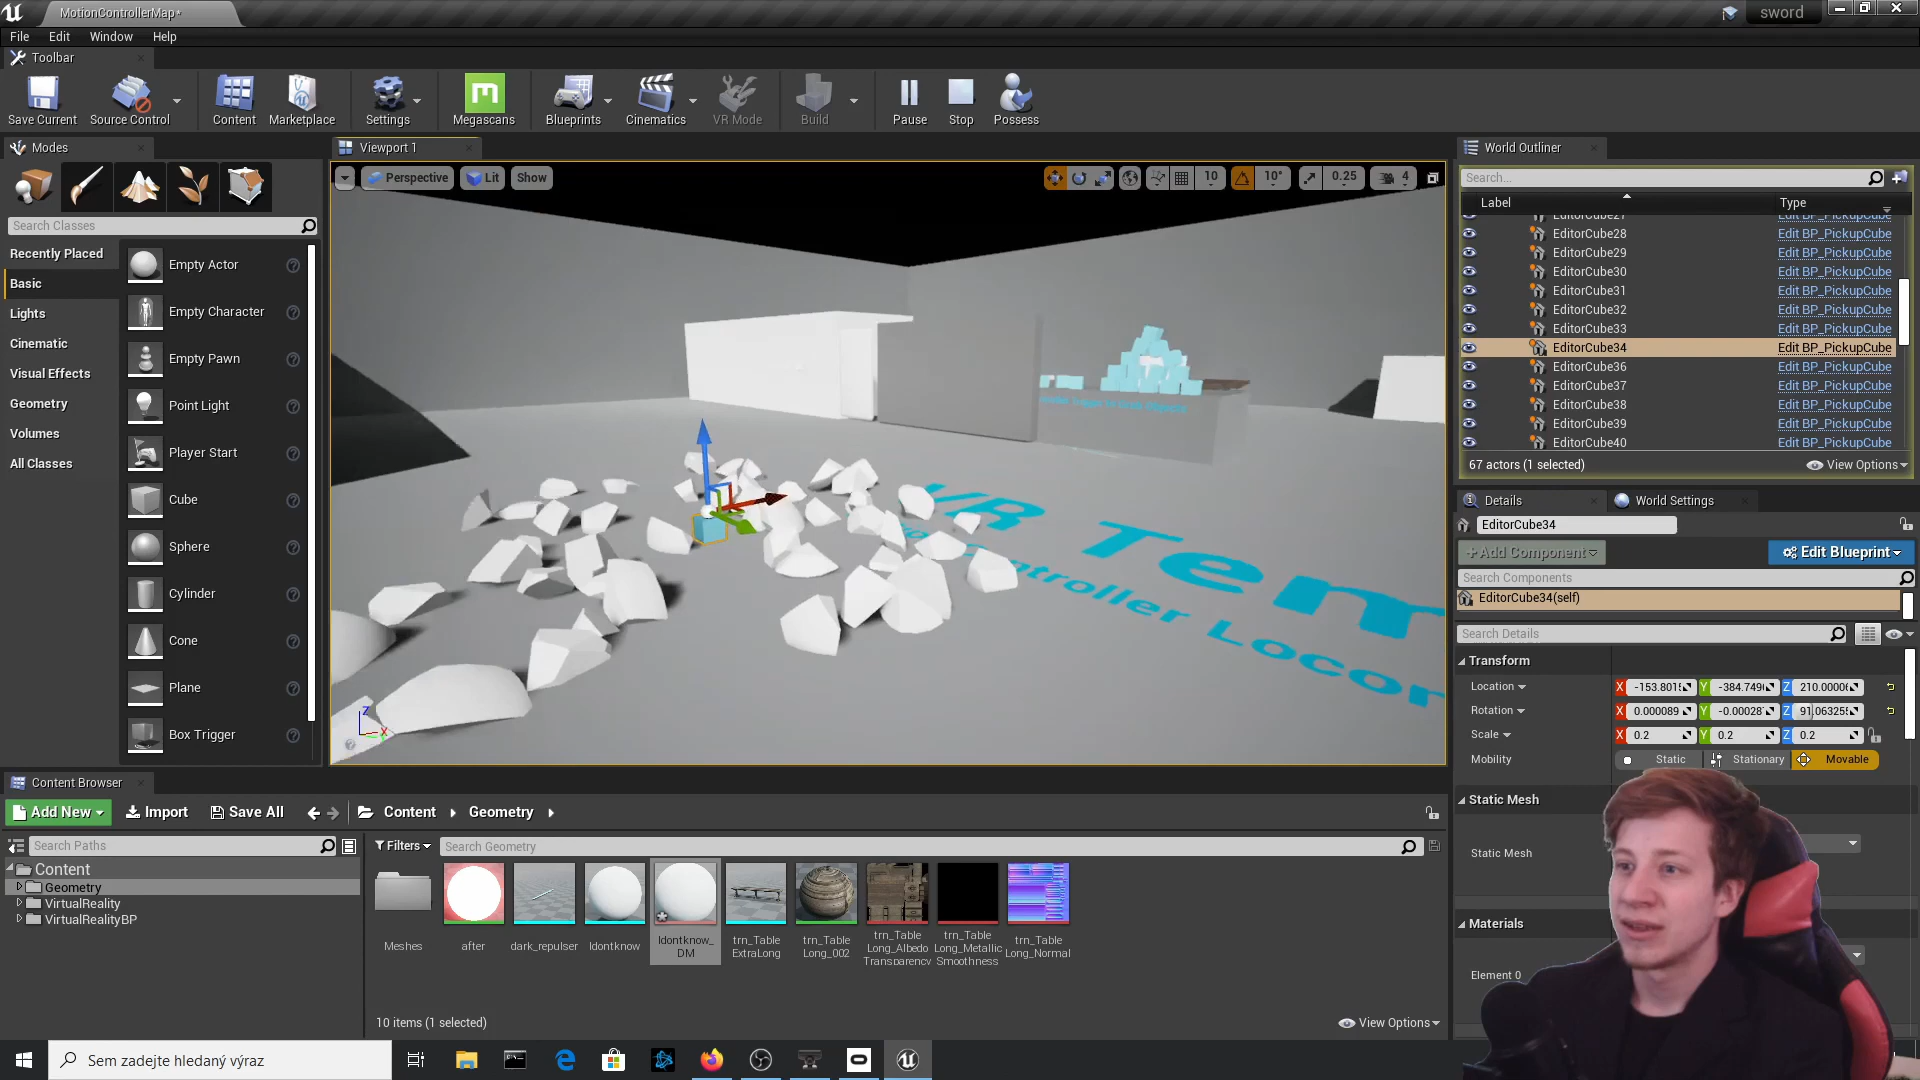 MotionControllerMap*
sword
File Edit Window Help
Toolbar
Save Current
Source Control
Content
Marketplace
Settings
Megascans
Blueprints
Cinematics
VR Mode
Build
Pause
Stop
Possess
Modes
Search Classes
Recently Placed
Basic
Lights
Cinematic
Visual Effects
Geometry
Volumes
All Classes
Empty Actor
Empty Character
Empty Pawn
Point Light
Player Start
Cube
Sphere
Cylinder
Cone
Plane
Box Trigger
Viewport 1
Perspective Lit Show
10 10° 0.25 4
VR Tem
Controller Locor
World Outliner
Search...
Label Type
EditorCube27 Edit BP_PickupCube
EditorCube28 Edit BP_PickupCube
EditorCube29 Edit BP_PickupCube
EditorCube30 Edit BP_PickupCube
EditorCube31 Edit BP_PickupCube
EditorCube32 Edit BP_PickupCube
EditorCube33 Edit BP_PickupCube
EditorCube34 Edit BP_PickupCube
EditorCube36 Edit BP_PickupCube
EditorCube37 Edit BP_PickupCube
EditorCube38 Edit BP_PickupCube
EditorCube39 Edit BP_PickupCube
EditorCube40 Edit BP_PickupCube
67 actors (1 selected) View Options
Details World Settings
EditorCube34
+Add Component Edit Blueprint
Search Components
EditorCube34(self)
Search Details
Transform
Location X -153.801 Y -384.749 Z 210.0000
Rotation X 0.000089 Y -0.00028 Z 91.06325
Scale X 0.2 Y 0.2 Z 0.2
Mobility Static Stationary Movable
Static Mesh
Static Mesh
Materials
Element 0
Content Browser
Add New Import Save All Content Geometry
Search Paths
Content
Geometry
VirtualReality
VirtualRealityBP
Filters Search Geometry
Meshes
after
dark_repulser
Idontknow
Idontknow_
DM
trn_Table
ExtraLong
trn_Table
Long_002
trn_Table
Long_Albedo
Transparency
trn_Table
Long_Metallic
Smoothness
trn_Table
Long_Normal
10 items (1 selected) View Options
Sem zadejte hledaný výraz